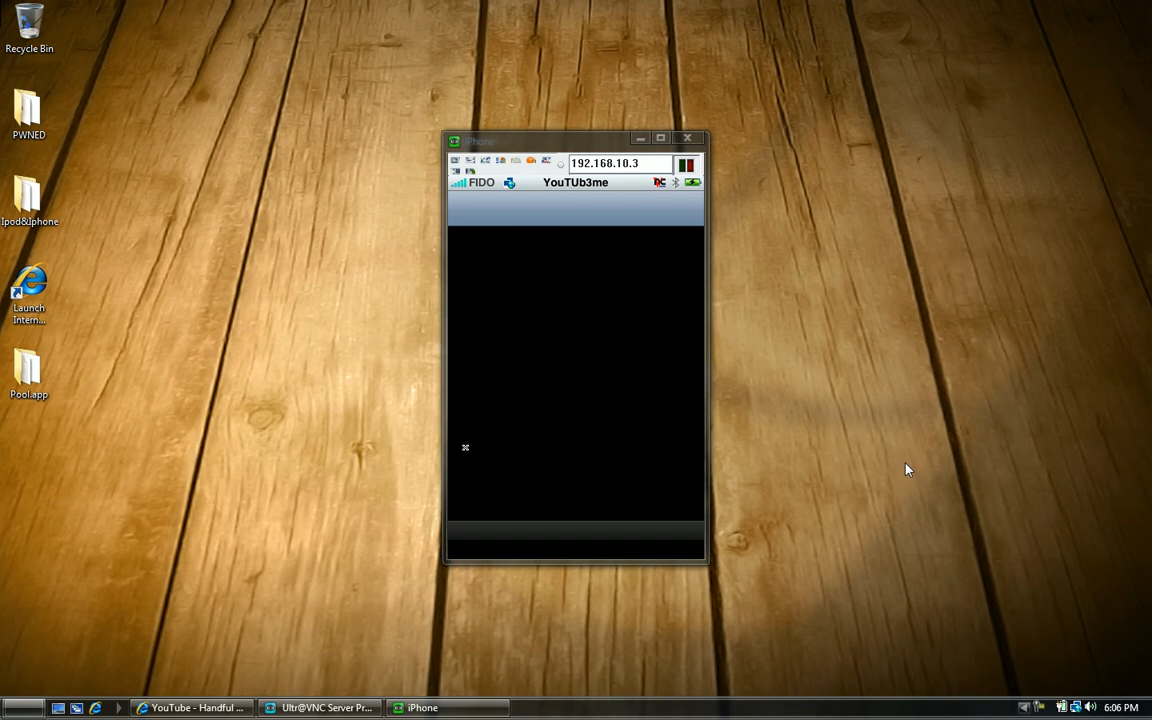 Recycle Bin
PWNED
Ipod&Iphone
Launch
Intern...
Pool.app
iPhone
192.168.10.3
FIDO
YouTUb3me
YouTube - Handful ...
Ultr@VNC Server Pr...
iPhone
6:06 PM